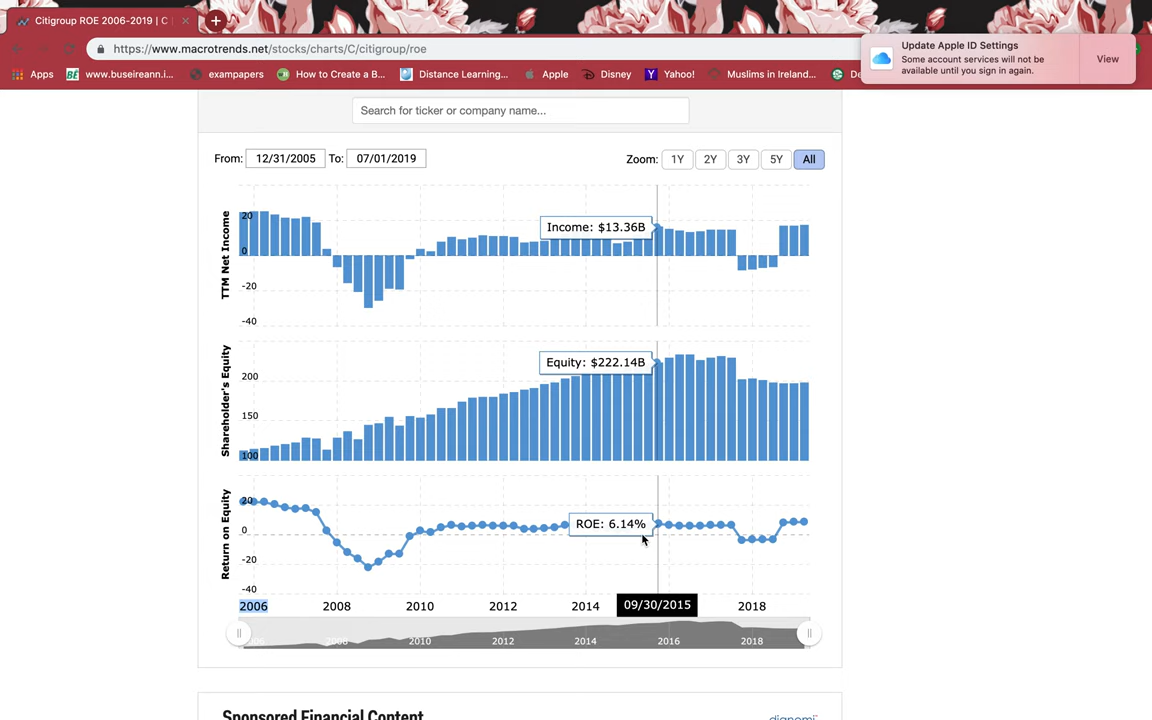 Citigroup ROE 2006-2019 | C
https://www.macrotrends.net/stocks/charts/C/citigroup/roe
Apps www.buseireann.i... exampapers How to Create a B... Distance Learning... Apple Disney Yahoo! Muslims in Ireland... De
Update Apple ID Settings
Some account services will not be
available until you sign in again.
View
Search for ticker or company name...
From: 12/31/2005 To: 07/01/2019 Zoom: 1Y 2Y 3Y 5Y All
TTM Net Income
20
0
-20
-40
Income: $13.36B
Shareholder's Equity
200
150
100
Equity: $222.14B
Return on Equity
20
0
-20
-40
ROE: 6.14%
2006 2008 2010 2012 2014 09/30/2015 2018
2008 2010 2012 2014 2016 2018
Sponsored Financial Content